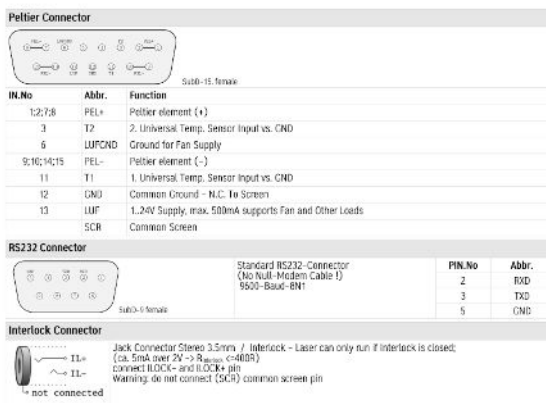 Peltier Connector
SubD-15, female
IN.No Abbr. Function
1;2;7;8 PEL+ Peltier element (+)
3 T2 2. Universal Temp. Sensor Input vs. GND
6 LUFGND Ground for Fan Supply
9;10;14;15 PEL- Peltier element (-)
11 T1 1. Universal Temp. Sensor Input vs. GND
12 GND Common Ground - N.C. To Screen
13 LUF 1..24V Supply, max. 500mA supports Fan and Other Loads
SCR Common Screen
RS232 Connector
Standard RS232-Connector PIN.No Abbr.
(No Null-Modem Cable !) 2 RXD
9600-Baud-8N1
3 TXD
SubD-9 female 5 GND
Interlock Connector
Jack Connector Stereo 3.5mm / Interlock - Laser can only run if Interlock is closed;
(ca. 5mA over 2V -> R <=400R)
connect ILOCK- and ILOCK+ pin
Warning: do not connect (SCR) common screen pin
IL+
IL-
not connected